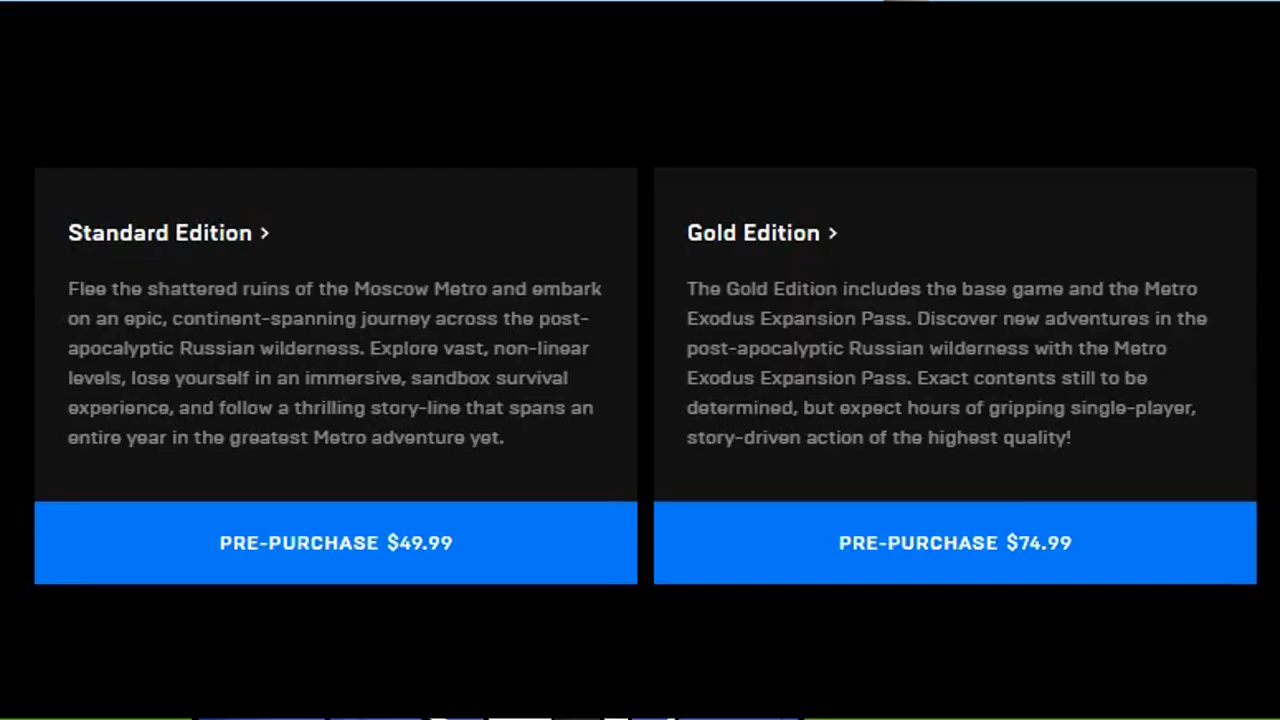 Standard Edition >
Flee the shattered ruins of the Moscow Metro and embark
on an epic, continent-spanning journey across the post-
apocalyptic Russian wilderness. Explore vast, non-linear
levels, lose yourself in an immersive, sandbox survival
experience, and follow a thrilling story-line that spans an
entire year in the greatest Metro adventure yet.
PRE-PURCHASE $49.99
Gold Edition >
The Gold Edition includes the base game and the Metro
Exodus Expansion Pass. Discover new adventures in the
post-apocalyptic Russian wilderness with the Metro
Exodus Expansion Pass. Exact contents still to be
determined, but expect hours of gripping single-player,
story-driven action of the highest quality!
PRE-PURCHASE $74.99